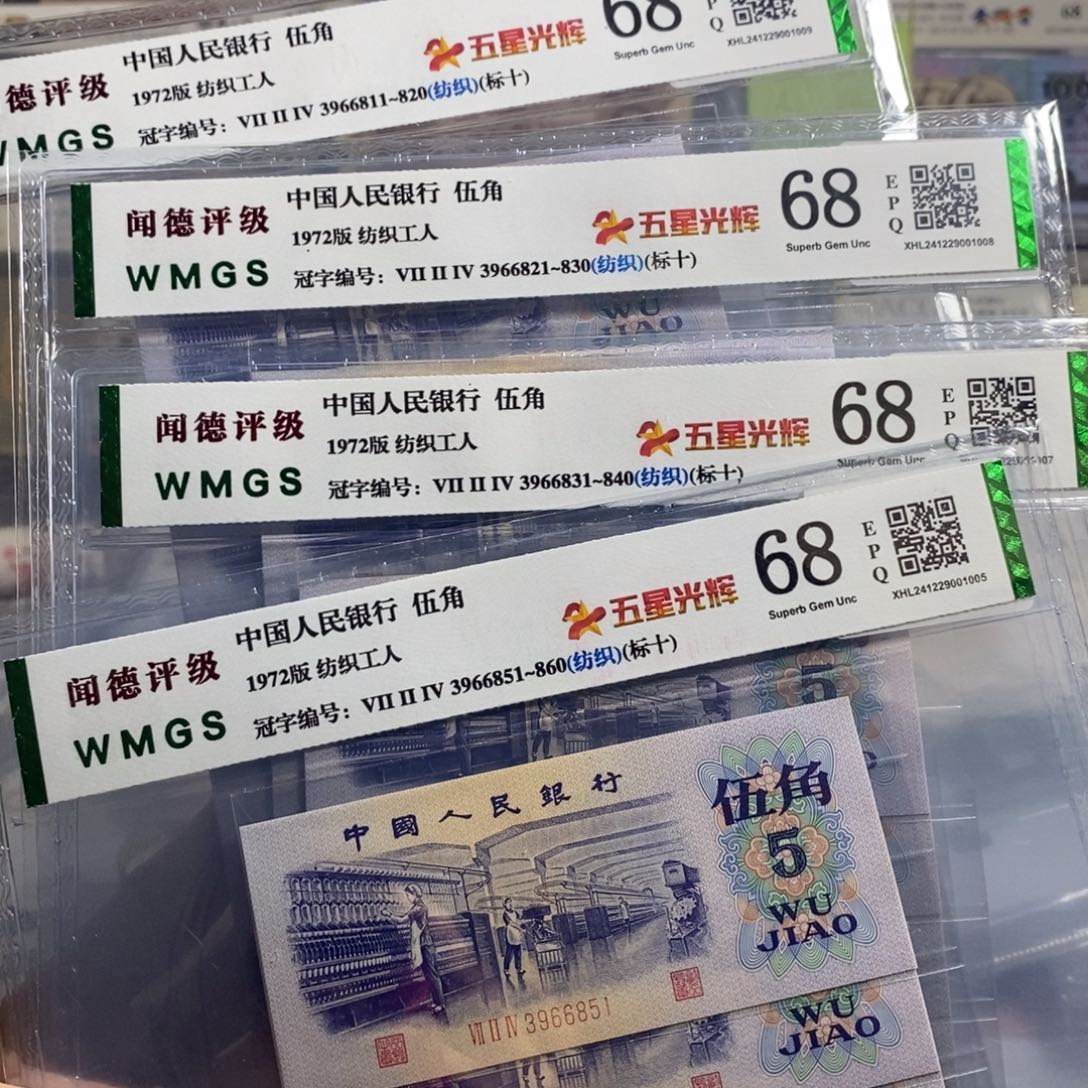 德评级
WMGS
中国人民银行 伍角
1972版 纺织工人
冠字编号: VII II IV 3966811~820(纺织)(标十)
五星光辉
68
Superb Gem Unc
P
Q
XHL241229001009
闻德评级
WMGS
中国人民银行 伍角
1972版 纺织工人
冠字编号: VII II IV 3966821~830(纺织)(标十)
五星光辉
68
Superb Gem Unc
E
P
Q
XHL241229001008
WU
JIAO
闻德评级
WMGS
中国人民银行 伍角
1972版 纺织工人
冠字编号: VII II IV 3966831~840(纺织)(标十)
五星光辉
68
Superb Gem Unc
E
P
Q
闻德评级
WMGS
中国人民银行 伍角
1972版 纺织工人
冠字编号: VII II IV 3966851~860(纺织)(标十)
五星光辉
68
Superb Gem Unc
E
P
Q
XHL241229001005
5
中國人民銀行
伍角
5
WU
JIAO
VII II IV 3966851
WU
JIAO